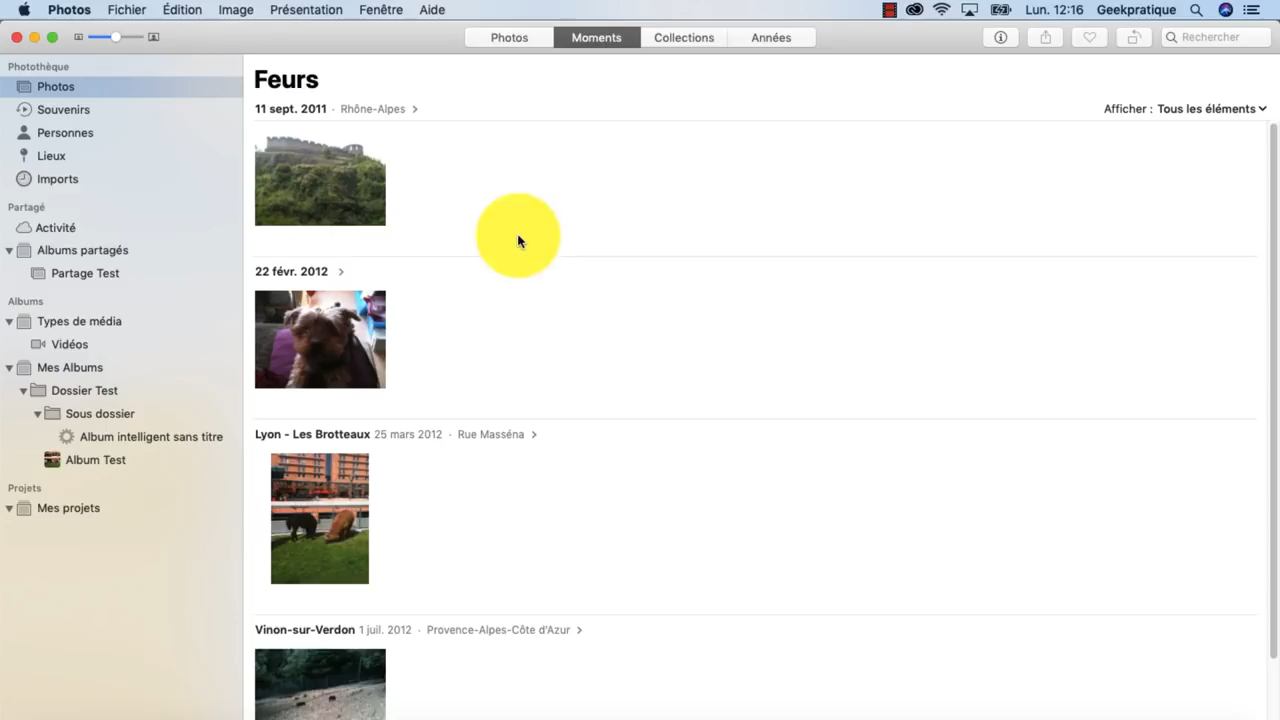 Photos Fichier Édition Image Présentation Fenêtre Aide Lun. 12:16 Geekpratique
Photos Moments Collections Années Rechercher
Photothèque
Photos
Souvenirs
Personnes
Lieux
Imports
Partagé
Activité
Albums partagés
Partage Test
Albums
Types de média
Vidéos
Mes Albums
Dossier Test
Sous dossier
Album intelligent sans titre
Album Test
Projets
Mes projets
Feurs
11 sept. 2011 · Rhône-Alpes >
Afficher : Tous les éléments
22 févr. 2012 >
Lyon - Les Brotteaux 25 mars 2012 · Rue Masséna >
Vinon-sur-Verdon 1 juil. 2012 · Provence-Alpes-Côte d'Azur >